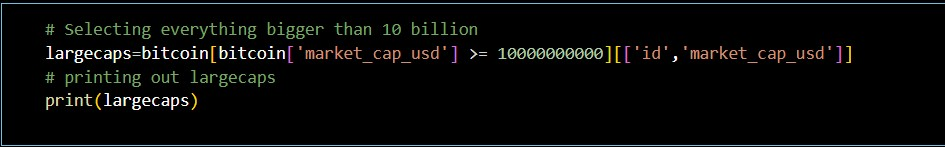 # Selecting everything bigger than 10 billion
largecaps=bitcoin[bitcoin['market_cap_usd'] >= 10000000000][['id','market_cap_usd']]
# printing out largecaps
print(largecaps)